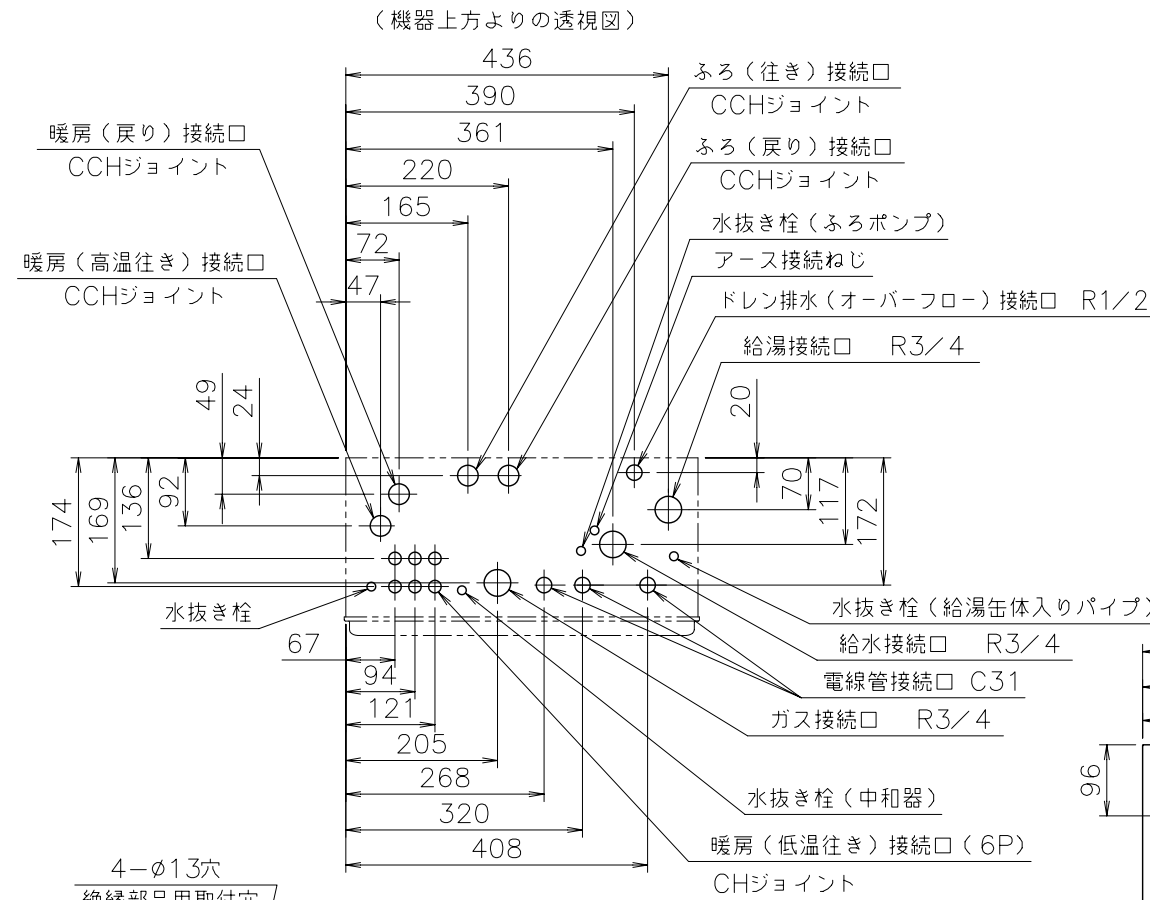 （機器上方よりの透視図）
436
ふろ（往き）接続口
CCHジョイント
390
暖房（戻り）接続口
CCHジョイント
361
ふろ（戻り）接続口
CCHジョイント
220
165
水抜き栓（ふろポンプ）
72
アース接続ねじ
暖房（高温往き）接続口
CCHジョイント
47
ドレン排水（オーバーフロー）接続口 R1/2
給湯接続口 R3/4
49
24
20
174
169
136
92
70
117
172
水抜き栓
水抜き栓（給湯缶体入りパイプ）
67
給水接続口 R3/4
94
電線管接続口 C31
121
ガス接続口 R3/4
205
268
96
水抜き栓（中和器）
320
408
暖房（低温往き）接続口（6P）
CHジョイント
4-φ13穴
絶縁部品用取付穴